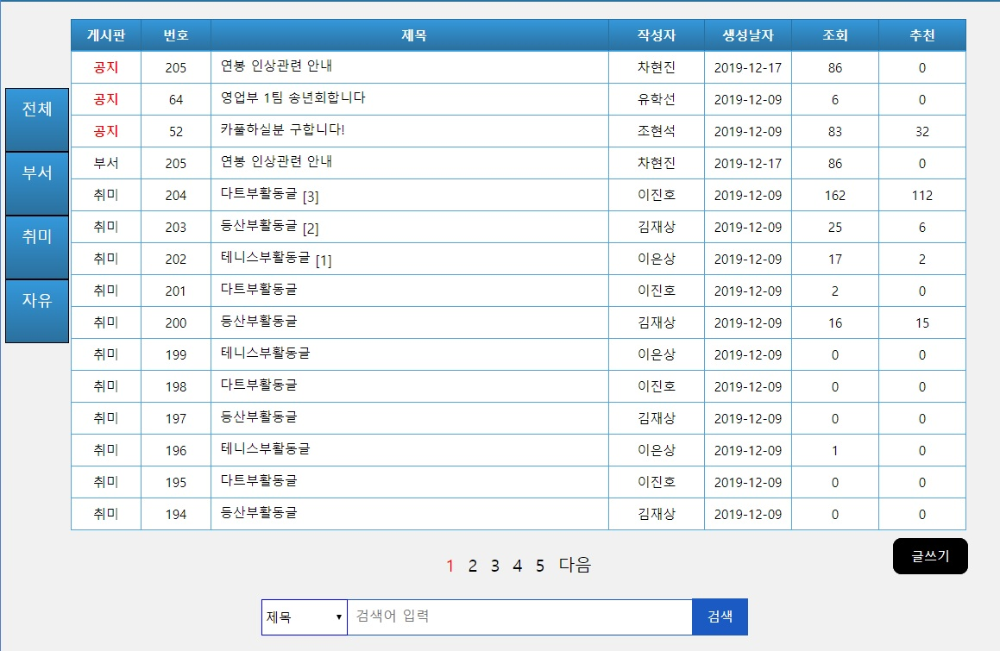 게시판 번호 제목 작성자 생성날자 조회 추천
공지 205 연봉 인상관련 안내 차현진 2019-12-17 86 0
공지 64 영업부 1팀 송년회합니다 유학선 2019-12-09 6 0
공지 52 카풀하실분 구합니다! 조현석 2019-12-09 83 32
부서 205 연봉 인상관련 안내 차현진 2019-12-17 86 0
취미 204 다트부활동글 [3] 이진호 2019-12-09 162 112
취미 203 등산부활동글 [2] 김재상 2019-12-09 25 6
취미 202 테니스부활동글 [1] 이은상 2019-12-09 17 2
취미 201 다트부활동글 이진호 2019-12-09 2 0
취미 200 등산부활동글 김재상 2019-12-09 16 15
취미 199 테니스부활동글 이은상 2019-12-09 0 0
취미 198 다트부활동글 이진호 2019-12-09 0 0
취미 197 등산부활동글 김재상 2019-12-09 0 0
취미 196 테니스부활동글 이은상 2019-12-09 1 0
취미 195 다트부활동글 이진호 2019-12-09 0 0
취미 194 등산부활동글 김재상 2019-12-09 0 0
전체
부서
취미
자유
글쓰기
1 2 3 4 5 다음
제목 검색어 입력 검색